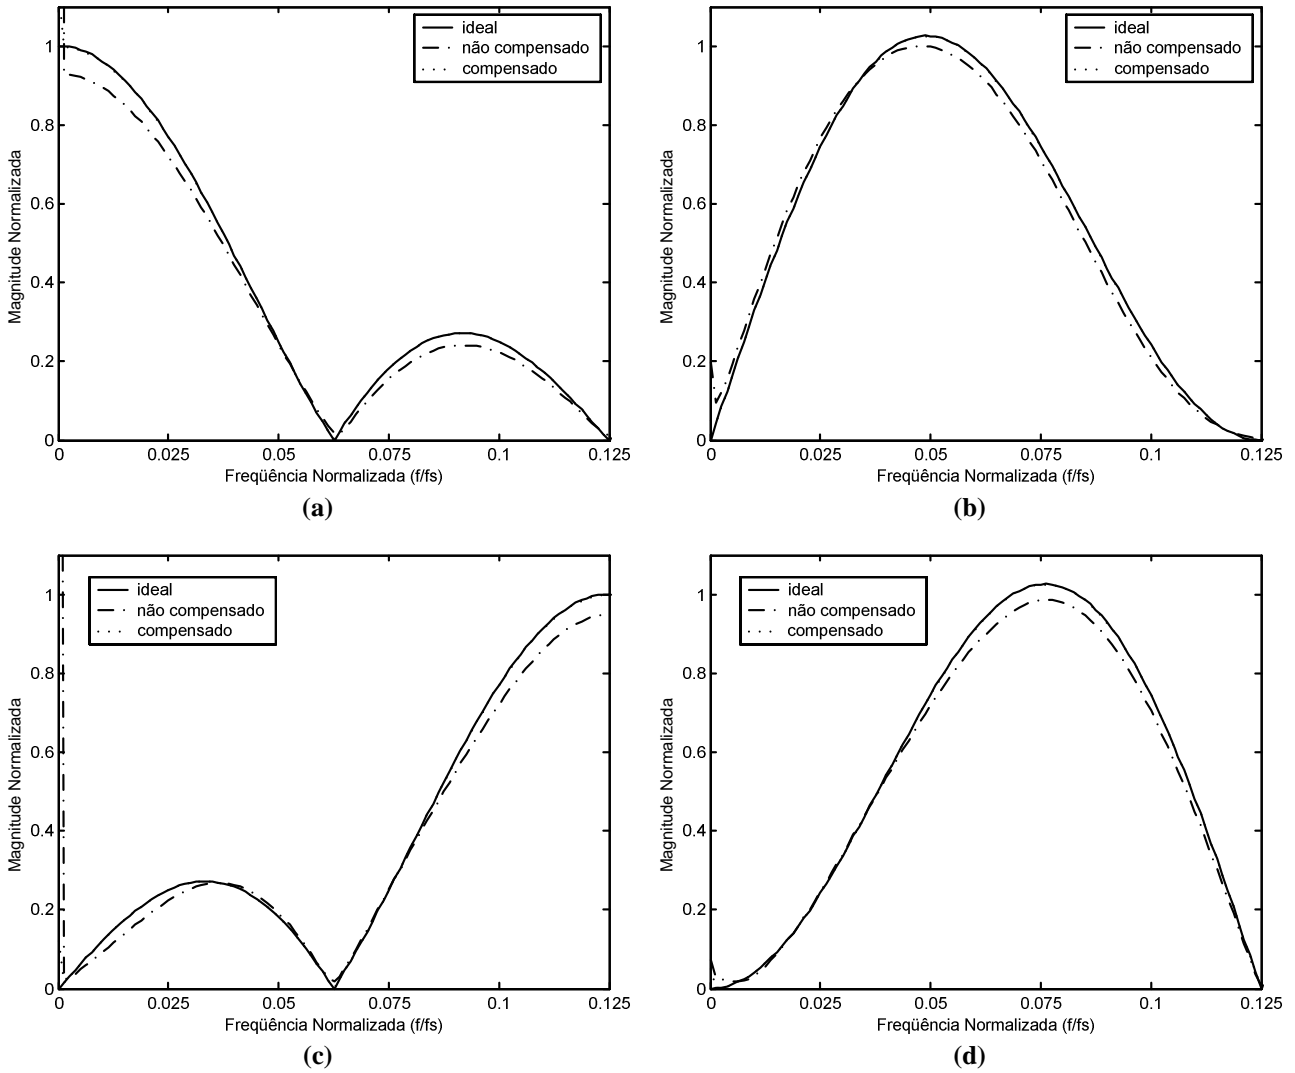 ideal
não compensado
compensado
Magnitude Normalizada
1
0.8
0.6
0.4
0.2
0
0 0.025 0.05 0.075 0.1 0.125
Freqüência Normalizada (f/fs)
(a)
ideal
não compensado
compensado
Magnitude Normalizada
1
0.8
0.6
0.4
0.2
0
0 0.025 0.05 0.075 0.1 0.125
Freqüência Normalizada (f/fs)
(b)
ideal
não compensado
compensado
Magnitude Normalizada
1
0.8
0.6
0.4
0.2
0
0 0.025 0.05 0.075 0.1 0.125
Freqüência Normalizada (f/fs)
(c)
ideal
não compensado
compensado
Magnitude Normalizada
1
0.8
0.6
0.4
0.2
0
0 0.025 0.05 0.075 0.1 0.125
Freqüência Normalizada (f/fs)
(d)